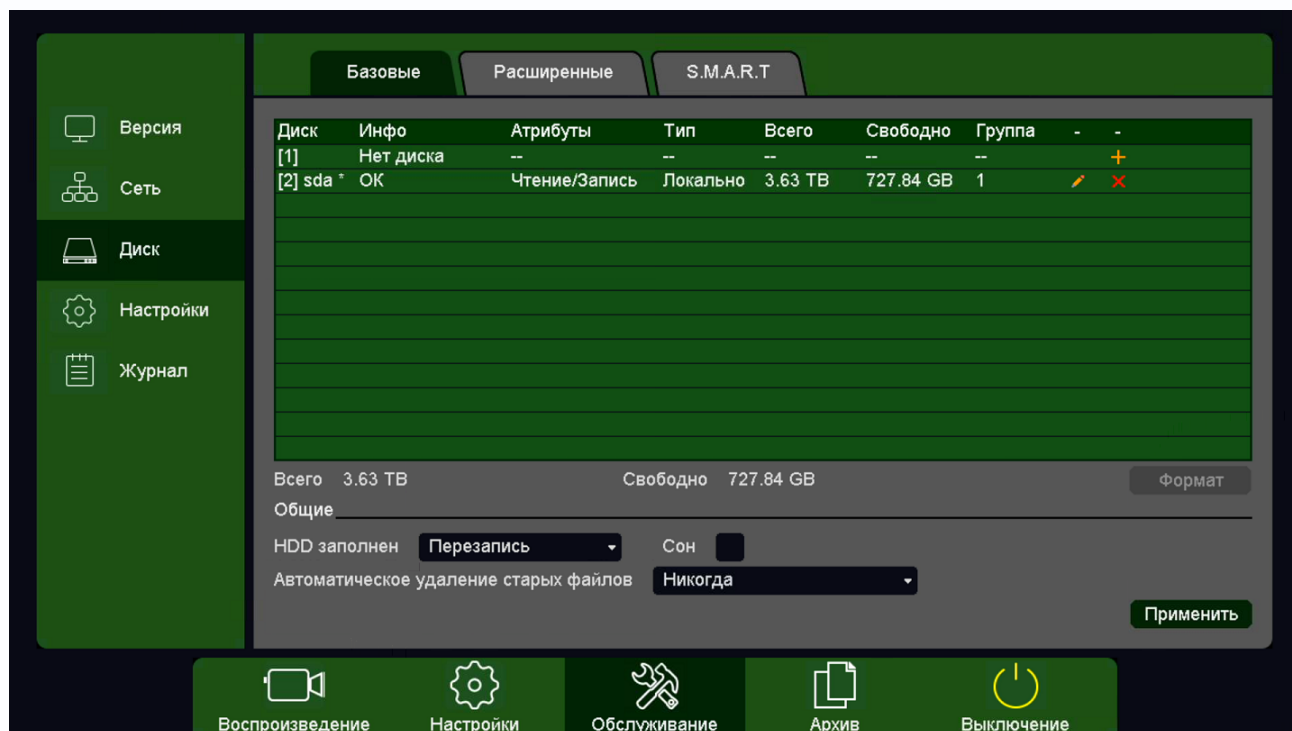 Базовые Расширенные S.M.A.R.T
Версия
Сеть
Диск
Настройки
Журнал
Диск Инфо Атрибуты Тип Всего Свободно Группа - -
[1] Нет диска -- -- -- -- --
[2] sda * ОК Чтение/Запись Локально 3.63 TB 727.84 GB 1
Всего 3.63 TB Свободно 727.84 GB Формат
Общие
HDD заполнен Перезапись Сон
Автоматическое удаление старых файлов Никогда
Применить
Воспроизведение Настройки Обслуживание Архив Выключение